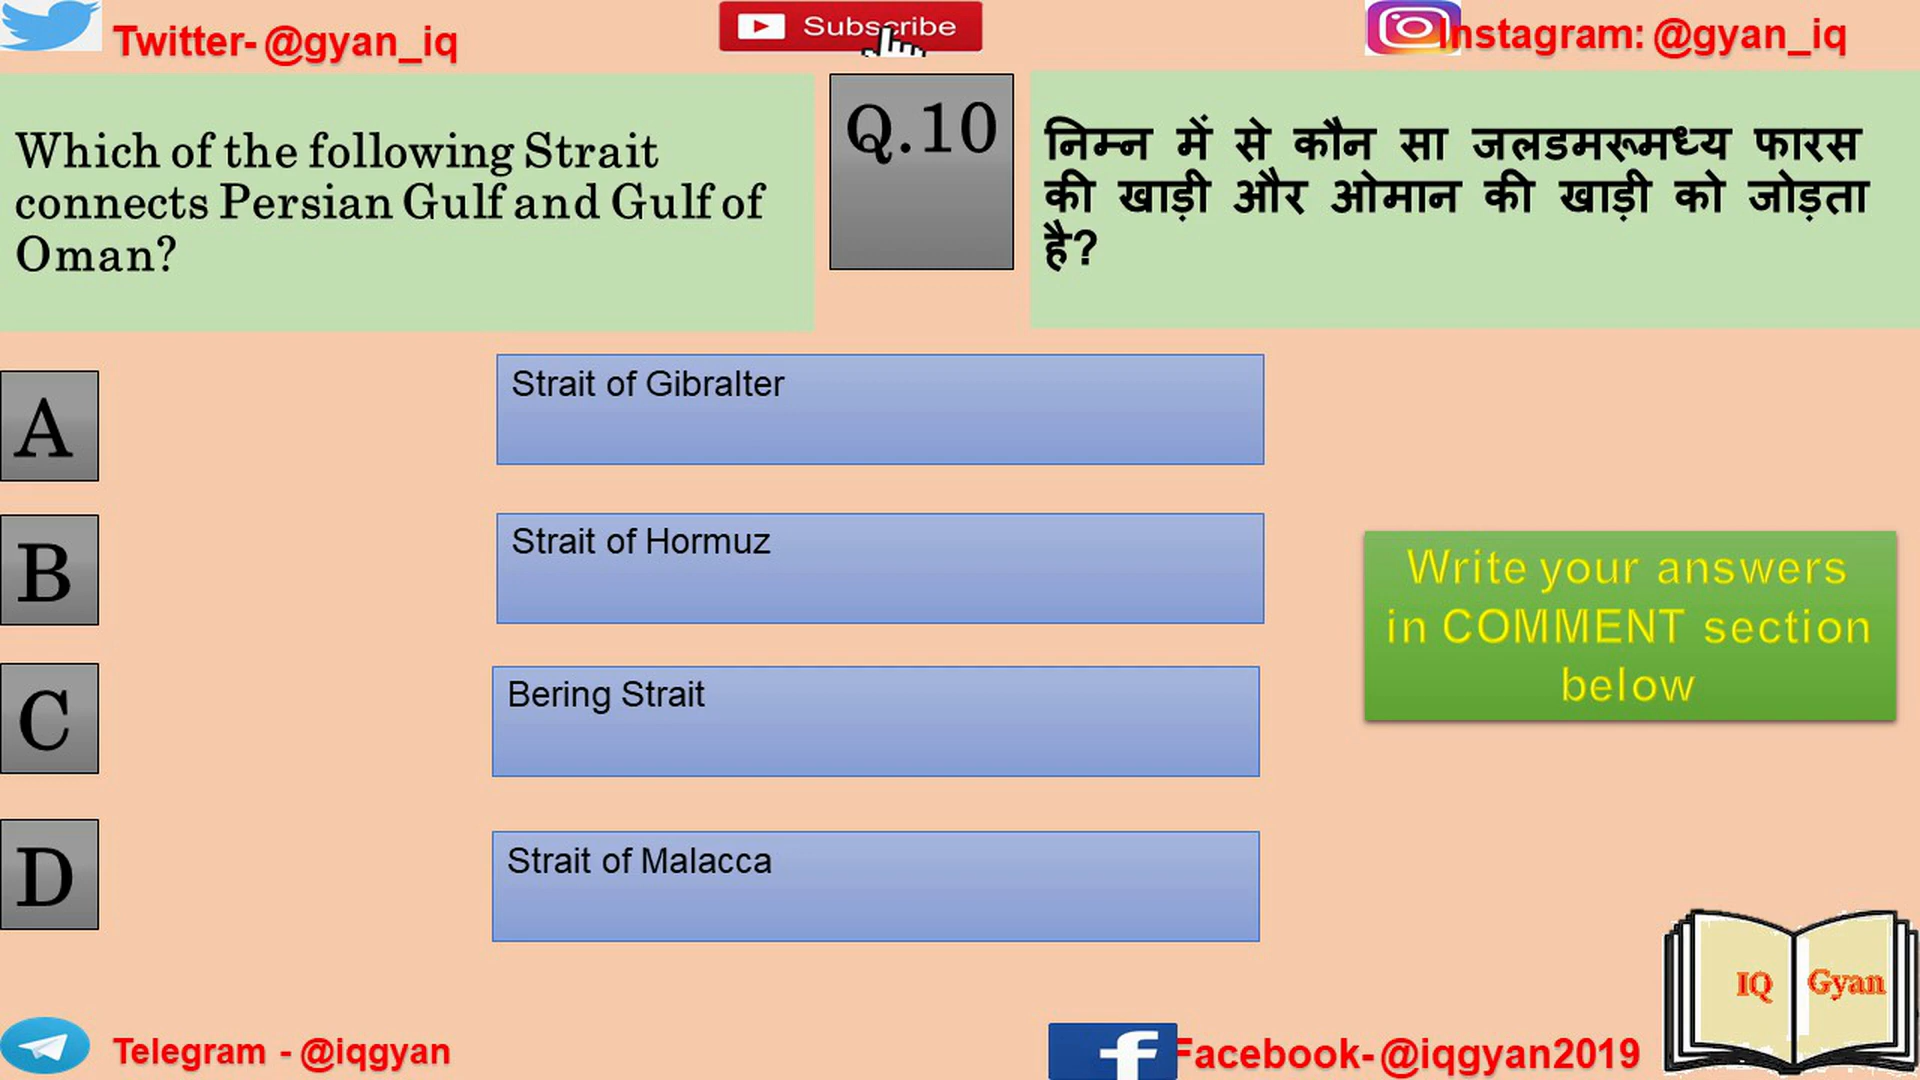 Twitter- @gyan_iq
Subscribe
Instagram: @gyan_iq
Which of the following Strait
connects Persian Gulf and Gulf of
Oman?
Q.10
निम्न में से कौन सा जलडमरूमध्य फारस
की खाड़ी और ओमान की खाड़ी को जोड़ता
है?
A
Strait of Gibralter
B
Strait of Hormuz
C
Bering Strait
D
Strait of Malacca
Write your answers
in COMMENT section
below
IQ Gyan
Telegram - @iqgyan
Facebook- @iqgyan2019